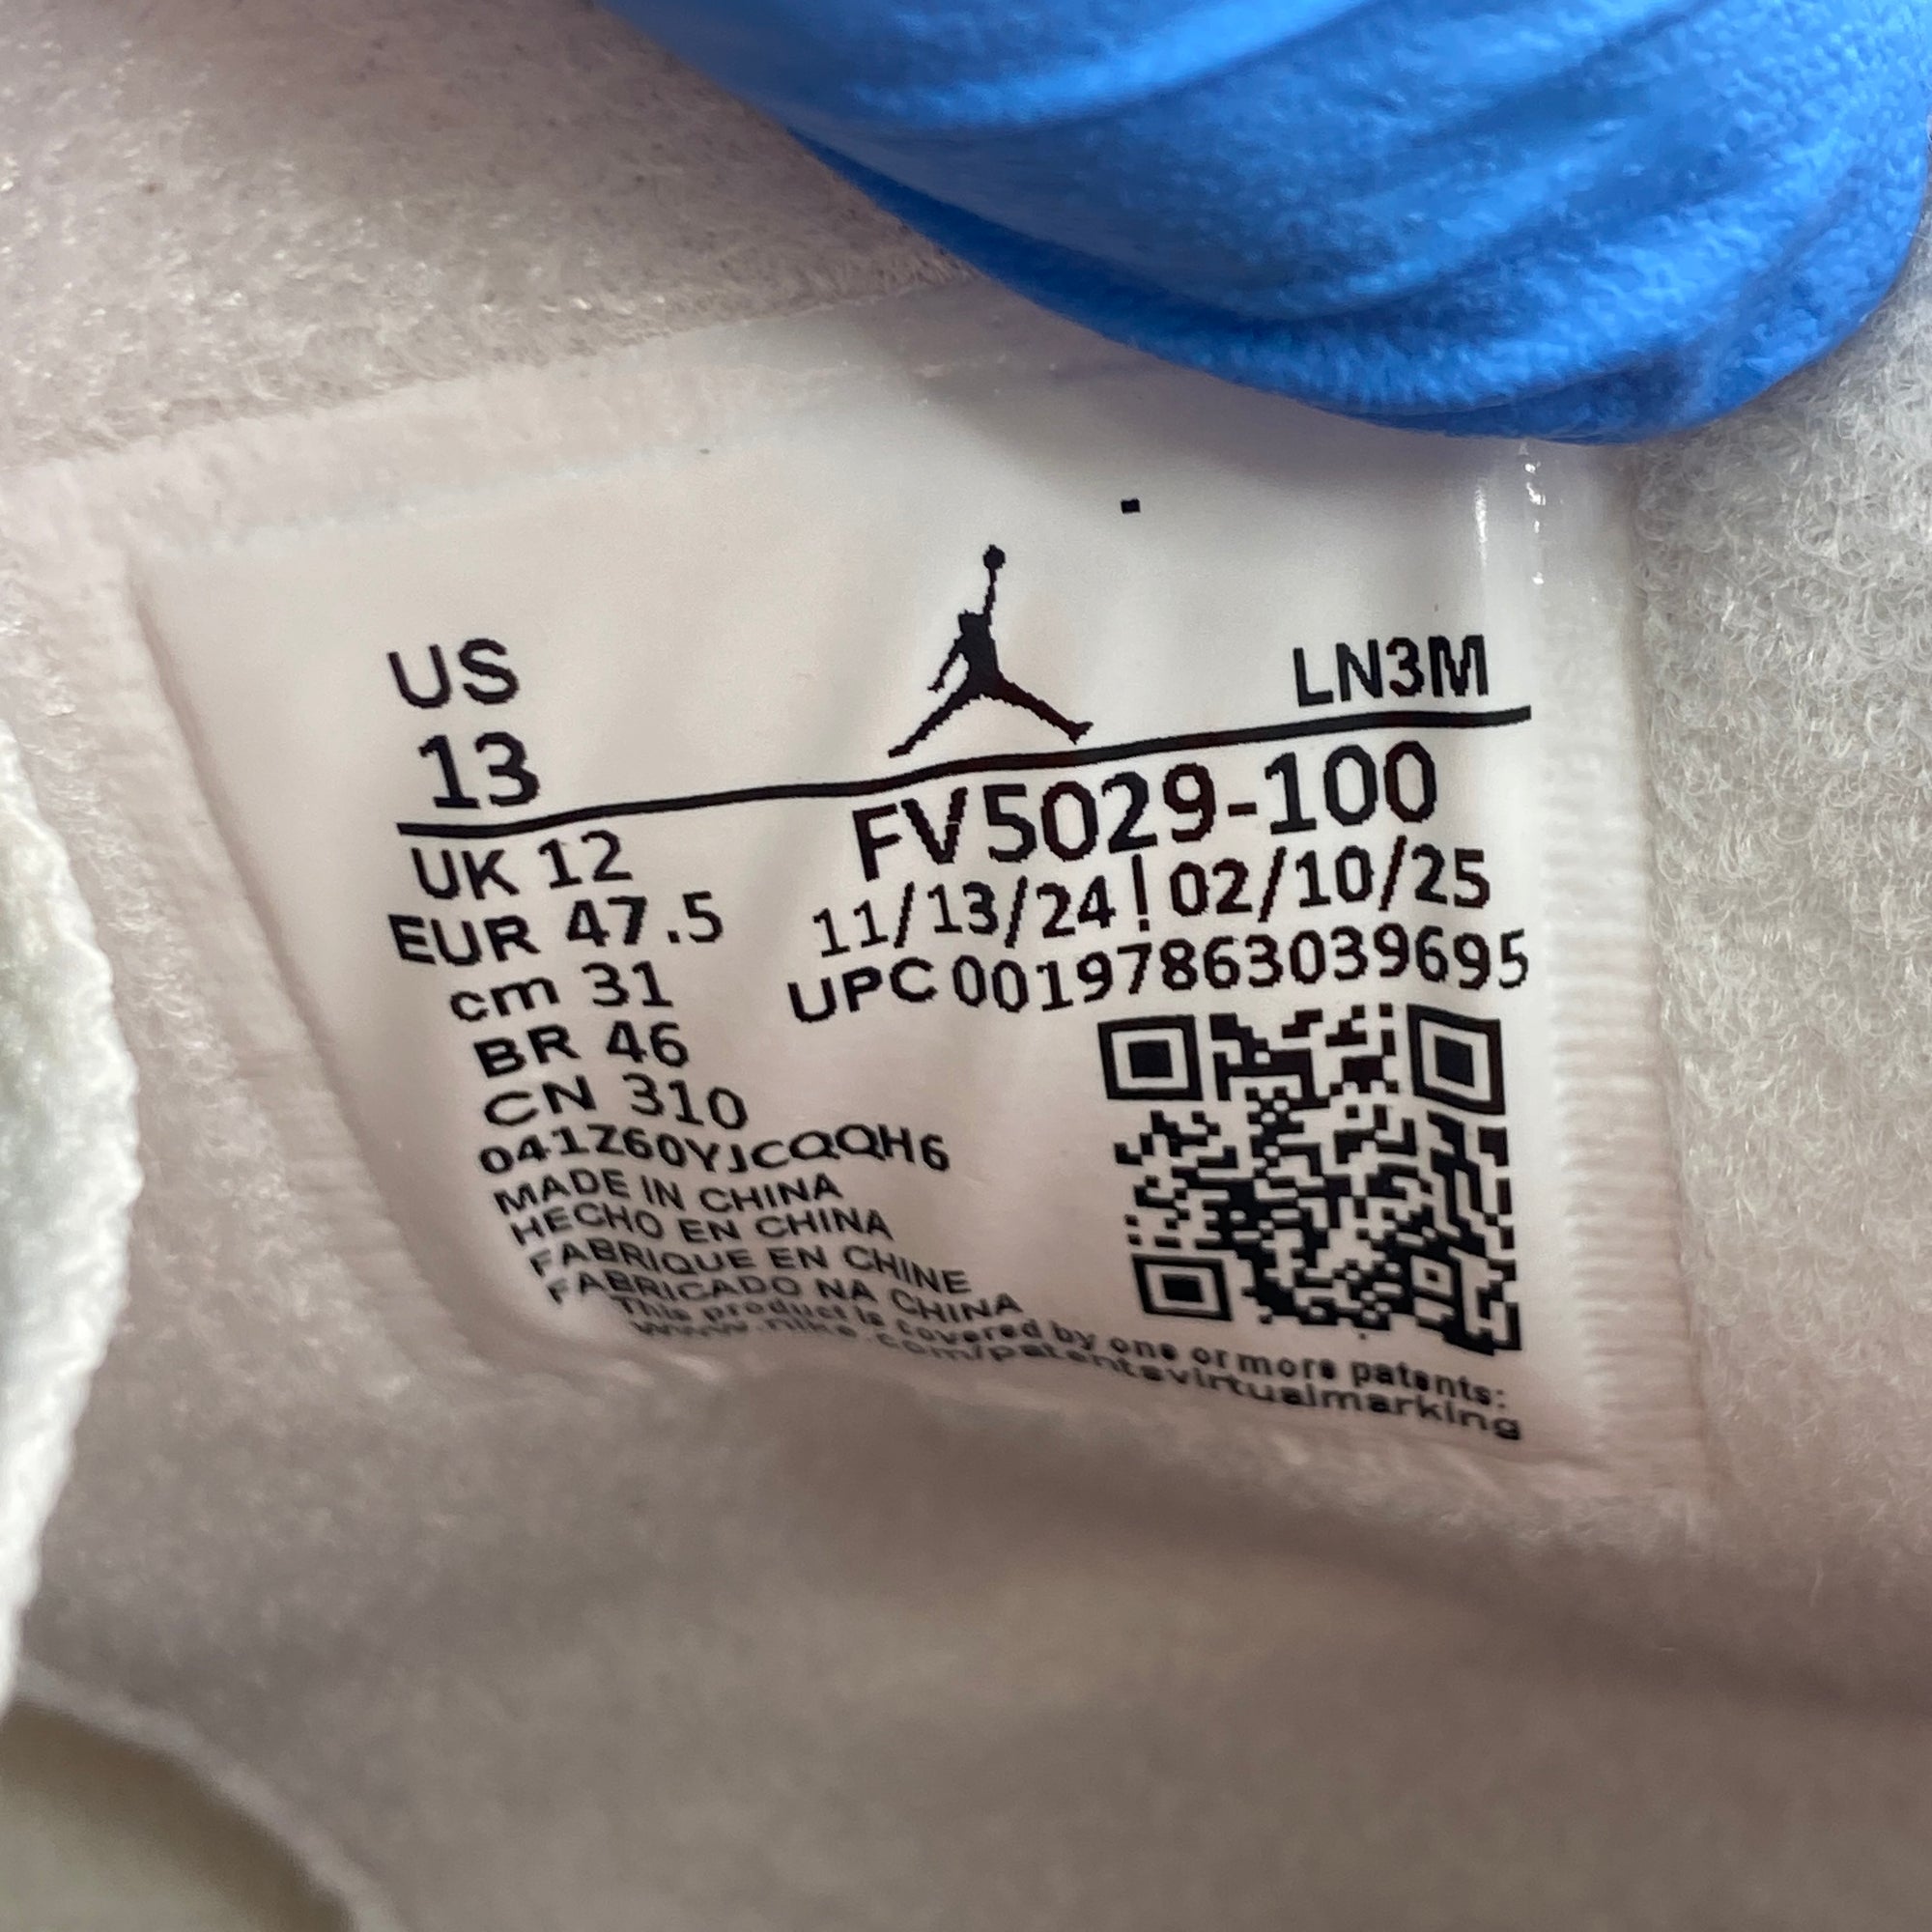 US
13
LN3M
UK 12
EUR 47.5
cm 31
BR 46
CN 310
FV5029-100
11/13/24!02/10/25
UPC 00197863039695
041Z60YJCQQH6
MADE IN CHINA
HECHO EN CHINA
FABRIQUE EN CHINE
FABRICADO NA CHINA
This product is covered by one or more patents:
www.nike.com/patentsvirtualmarking